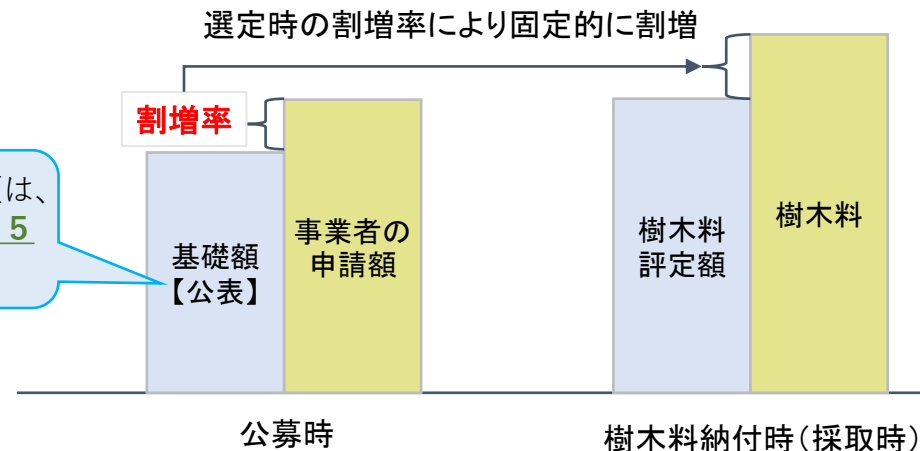 選定時の割増率により固定的に割増
割増率
は、
5
基礎額
【公表】
事業者の
申請額
樹木料
評定額
樹木料
公募時
樹木料納付時(採取時)